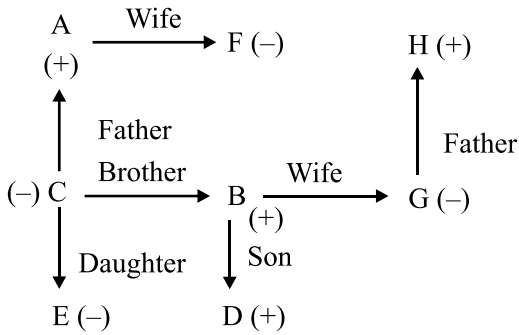 A Wife
(+) F (–) H (+)
Father Father
Brother Wife
(–) C B G (–)
(+)
Daughter Son
E (–) D (+)